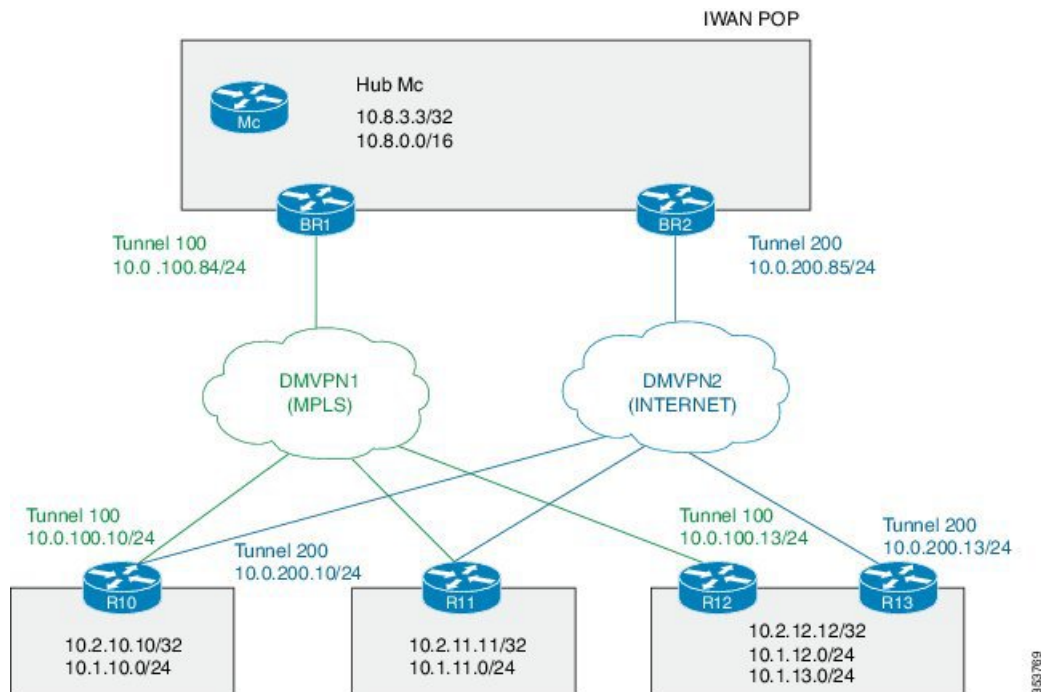 IWAN POP
Hub Mc
10.8.3.3/32
10.8.0.0/16
Mc
BR1
BR2
Tunnel 100
10.0 .100.84/24
Tunnel 200
10.0.200.85/24
DMVPN1
(MPLS)
DMVPN2
(INTERNET)
Tunnel 100
10.0.100.10/24
Tunnel 200
10.0.200.10/24
Tunnel 100
10.0.100.13/24
Tunnel 200
10.0.200.13/24
R10
R11
R12
R13
10.2.10.10/32
10.1.10.0/24
10.2.11.11/32
10.1.11.0/24
10.2.12.12/32
10.1.12.0/24
10.1.13.0/24
353769